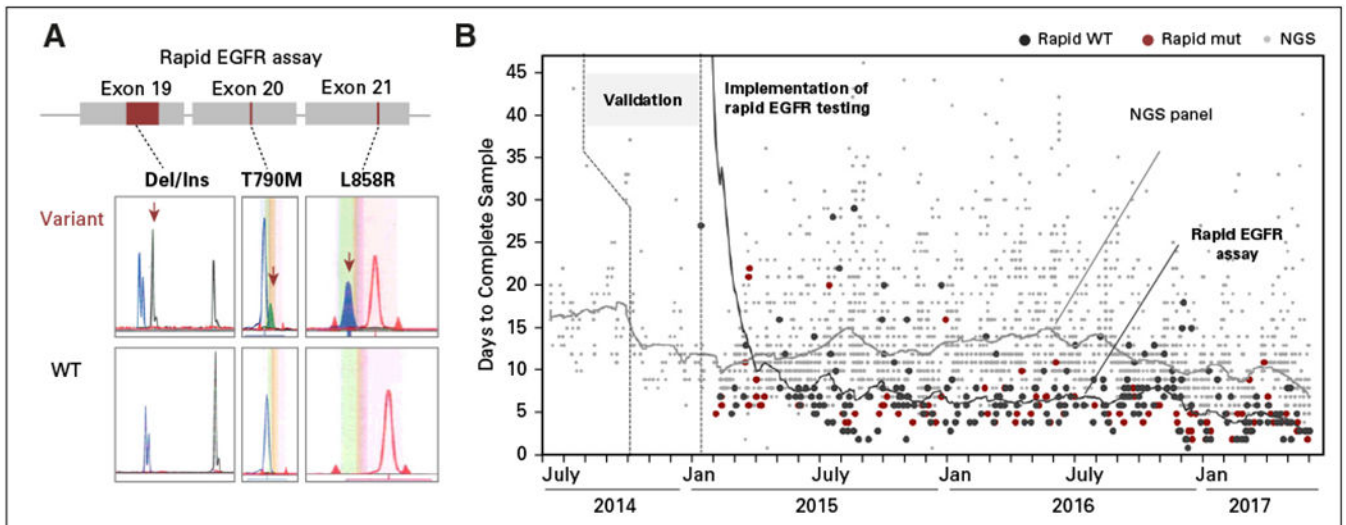 A
Rapid EGFR assay
Exon 19
Exon 20
Exon 21
Del/Ins
T790M
L858R
Variant
WT
B
Rapid WT
Rapid mut
NGS
Days to Complete Sample
45
40
35
30
25
20
15
10
5
0
Validation
Implementation of
rapid EGFR testing
NGS panel
Rapid EGFR
assay
July
Jan
July
Jan
July
Jan
2014
2015
2016
2017